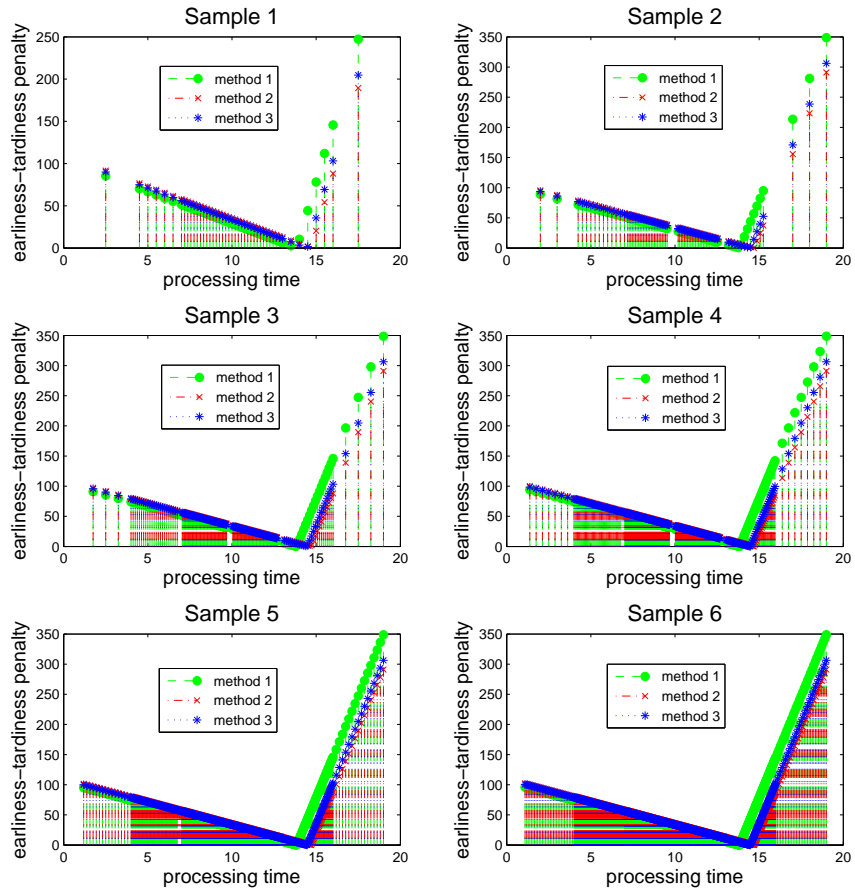 Sample 1
250
200
150
100
50
0
0 5 10 15 20
processing time
earliness−tardiness penalty
method 1
method 2
method 3
Sample 2
350
300
250
200
150
100
50
0
0 5 10 15 20
processing time
earliness−tardiness penalty
method 1
method 2
method 3
Sample 3
350
300
250
200
150
100
50
0
0 5 10 15 20
processing time
earliness−tardiness penalty
method 1
method 2
method 3
Sample 4
350
300
250
200
150
100
50
0
0 5 10 15 20
processing time
earliness−tardiness penalty
method 1
method 2
method 3
Sample 5
350
300
250
200
150
100
50
0
0 5 10 15 20
processing time
earliness−tardiness penalty
method 1
method 2
method 3
Sample 6
350
300
250
200
150
100
50
0
0 5 10 15 20
processing time
earliness−tardiness penalty
method 1
method 2
method 3